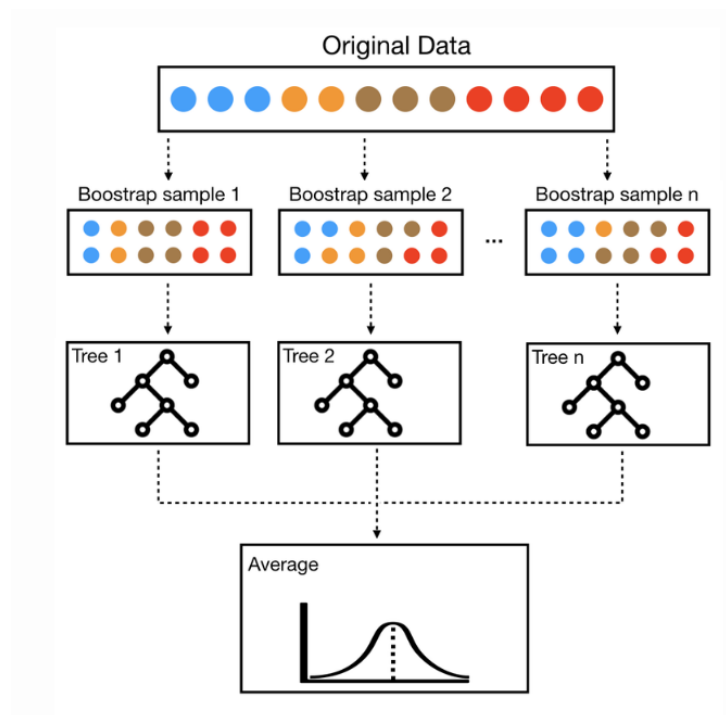 Original Data
Boostrap sample 1
Boostrap sample 2
Boostrap sample n
...
Tree 1
Tree 2
Tree n
Average